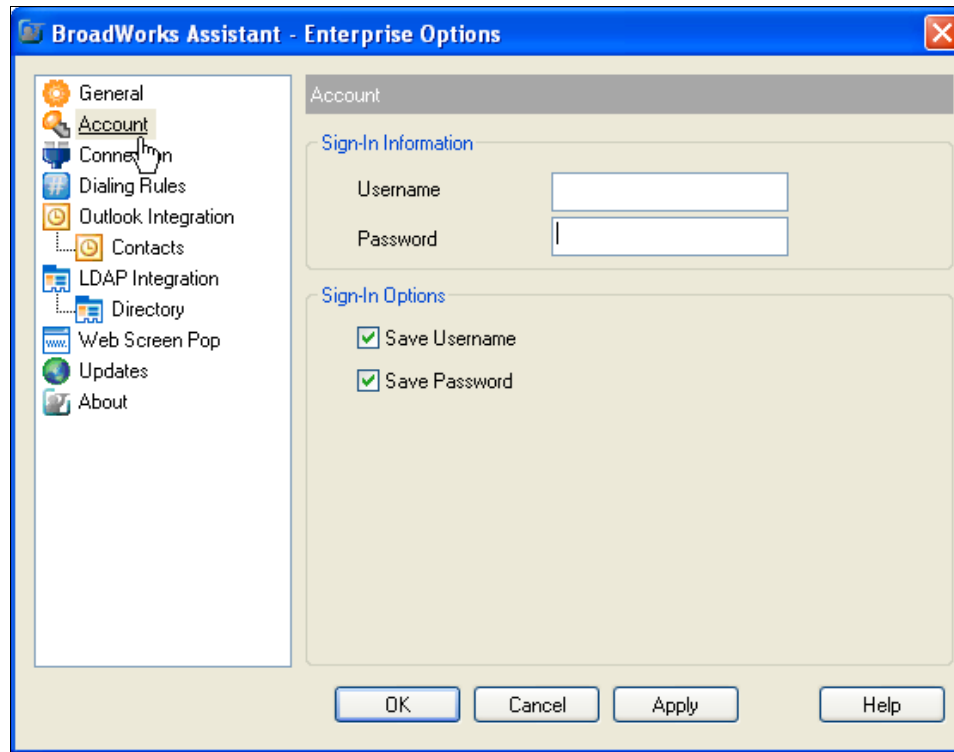 BroadWorks Assistant - Enterprise Options
General
Account
Connection
Dialing Rules
Outlook Integration
Contacts
LDAP Integration
Directory
Web Screen Pop
Updates
About
Account
Sign-In Information
Username
Password
Sign-In Options
Save Username
Save Password
OK
Cancel
Apply
Help